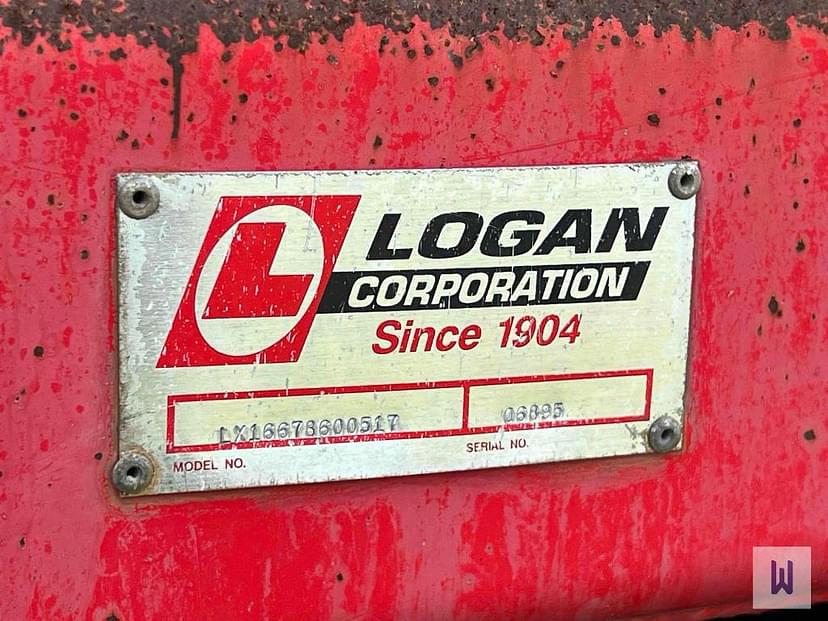 L LOGAN
CORPORATION
Since 1904
LX16678600517 06895
MODEL NO. SERIAL NO.
W